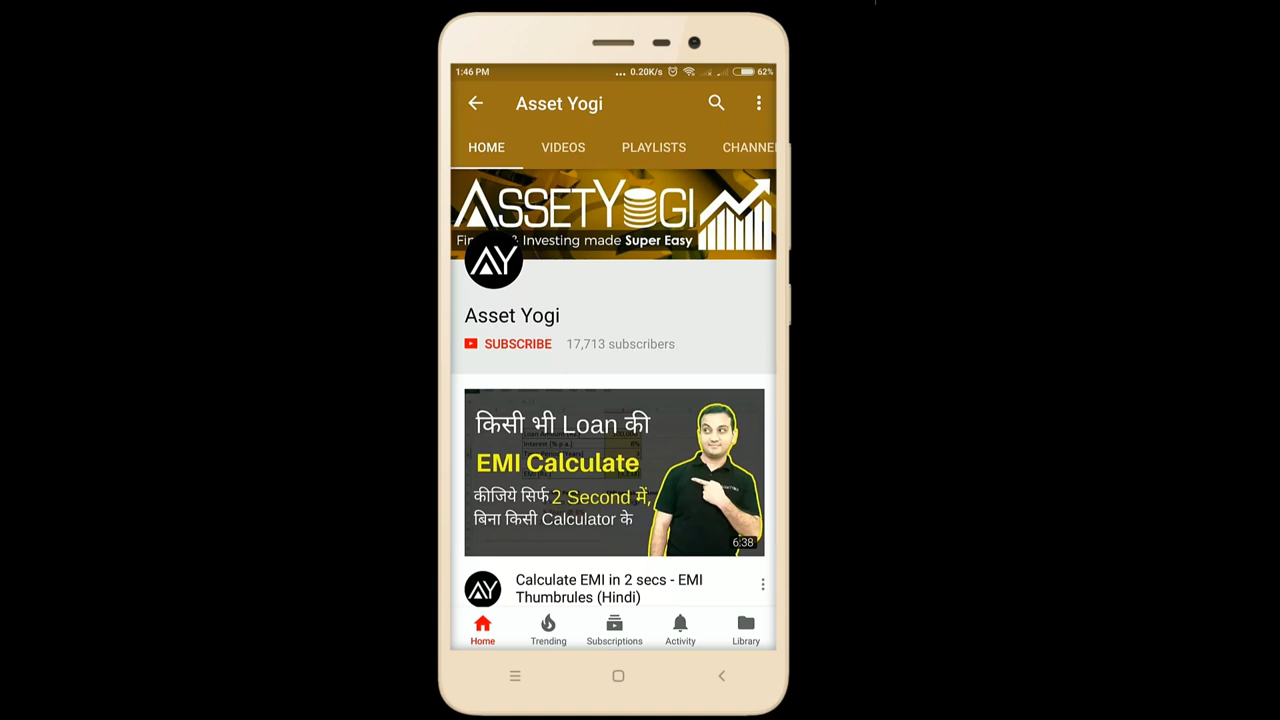 1:46 PM
... 0.20K/s
62%
Asset Yogi
HOME VIDEOS PLAYLISTS CHANNE
ASSETYOGI
& Investing made Super Easy
AY
Asset Yogi
SUBSCRIBE 17,713 subscribers
किसी भी Loan की
EMI Calculate
कीजिये सिर्फ 2 Second में,
बिना किसी Calculator के
6:38
AY
Calculate EMI in 2 secs - EMI
Thumbrules (Hindi)
Home Trending Subscriptions Activity Library